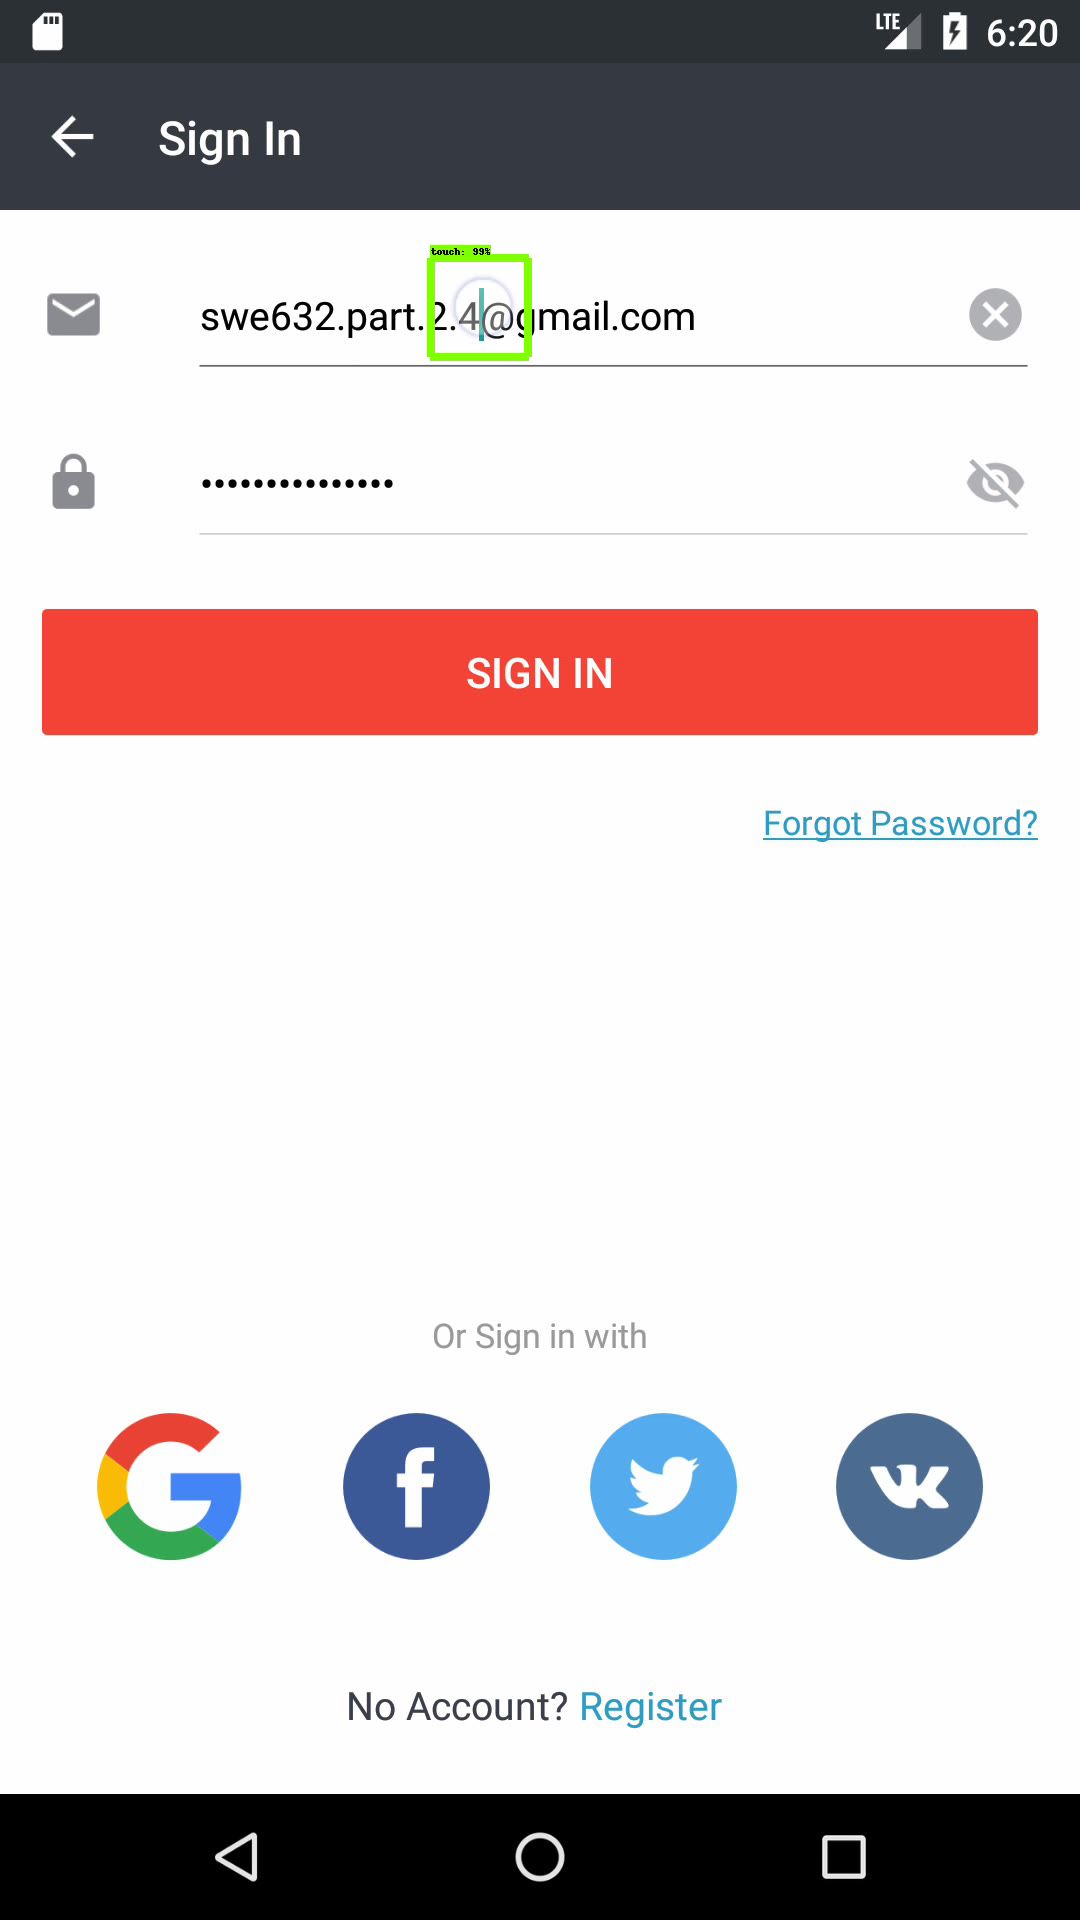 LTE 6:20
Sign In
touch: 99%
swe632.part.2.4@gmail.com
•••••••••••••••
SIGN IN
Forgot Password?
Or Sign in with
No Account? Register